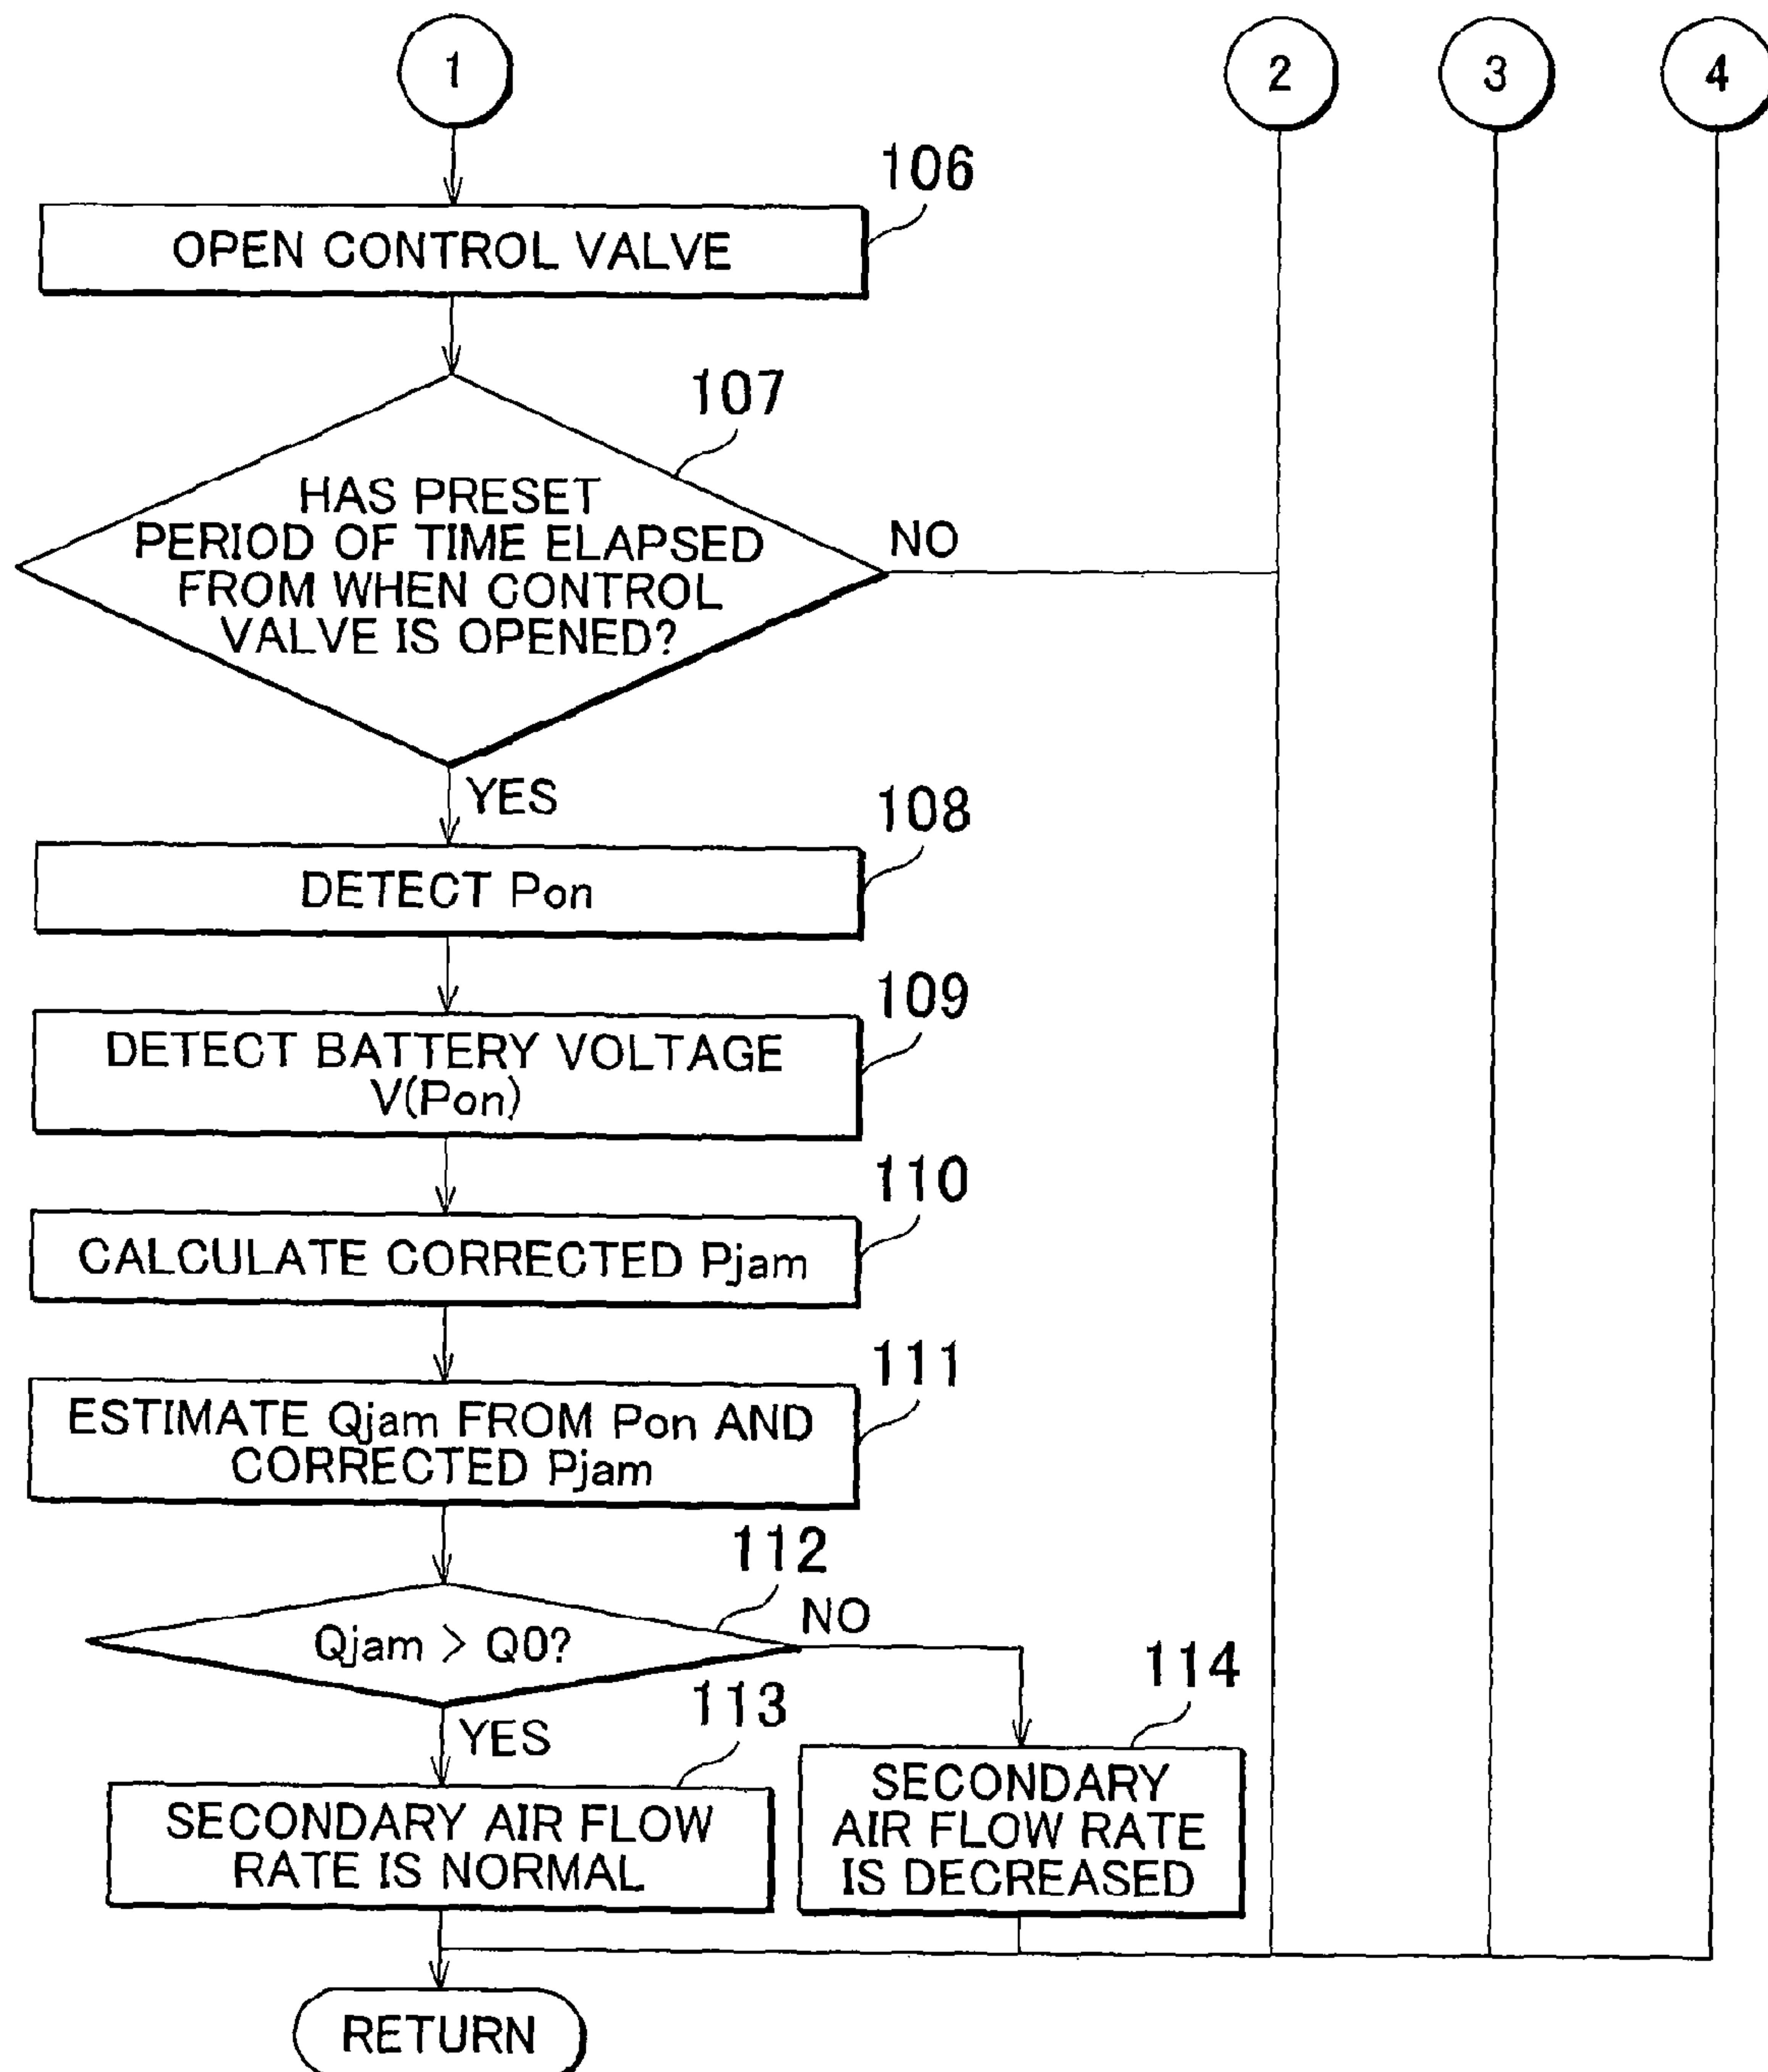 1
2
3
4
106
OPEN CONTROL VALVE
107
HAS PRESET
PERIOD OF TIME ELAPSED
FROM WHEN CONTROL
VALVE IS OPENED?
NO
YES
108
DETECT Pon
109
DETECT BATTERY VOLTAGE
V(Pon)
110
CALCULATE CORRECTED Pjam
111
ESTIMATE Qjam FROM Pon AND
CORRECTED Pjam
112
Qjam > Q0?
NO
YES
113
SECONDARY AIR FLOW
RATE IS NORMAL
114
SECONDARY
AIR FLOW RATE
IS DECREASED
RETURN